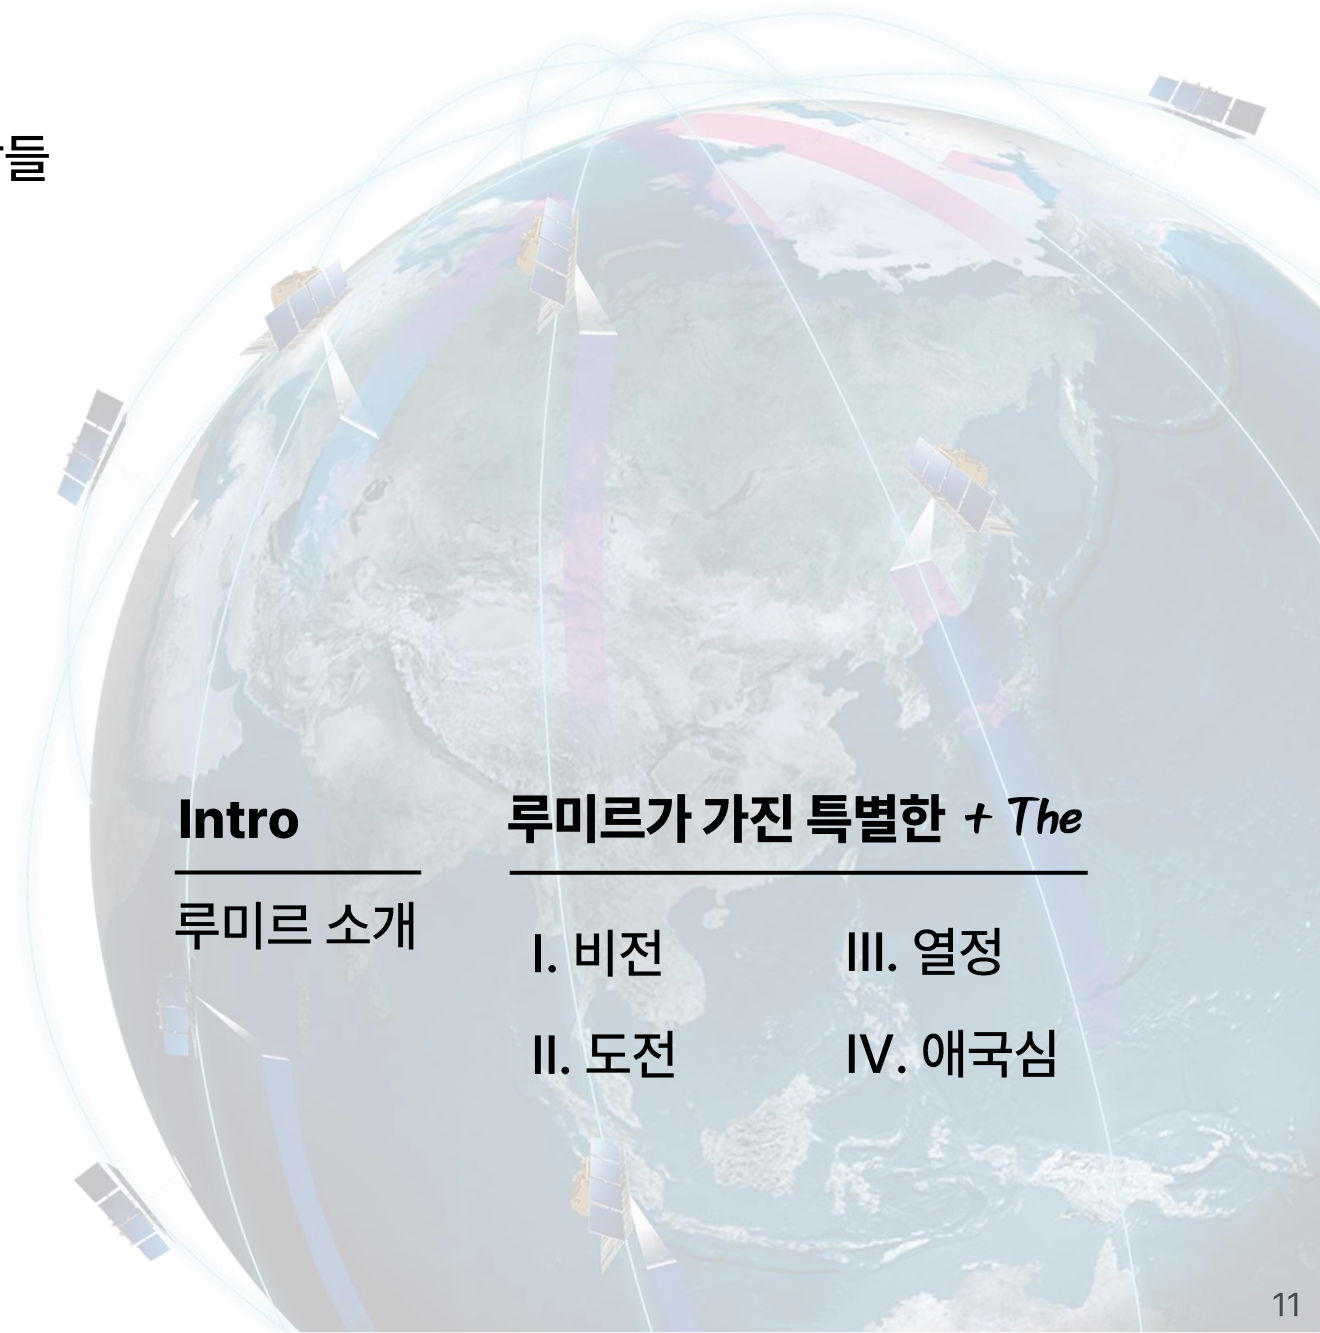 들
Intro
루미르 소개
루미르가 가진 특별한 + The
I. 비전
III. 열정
II. 도전
IV. 애국심
11